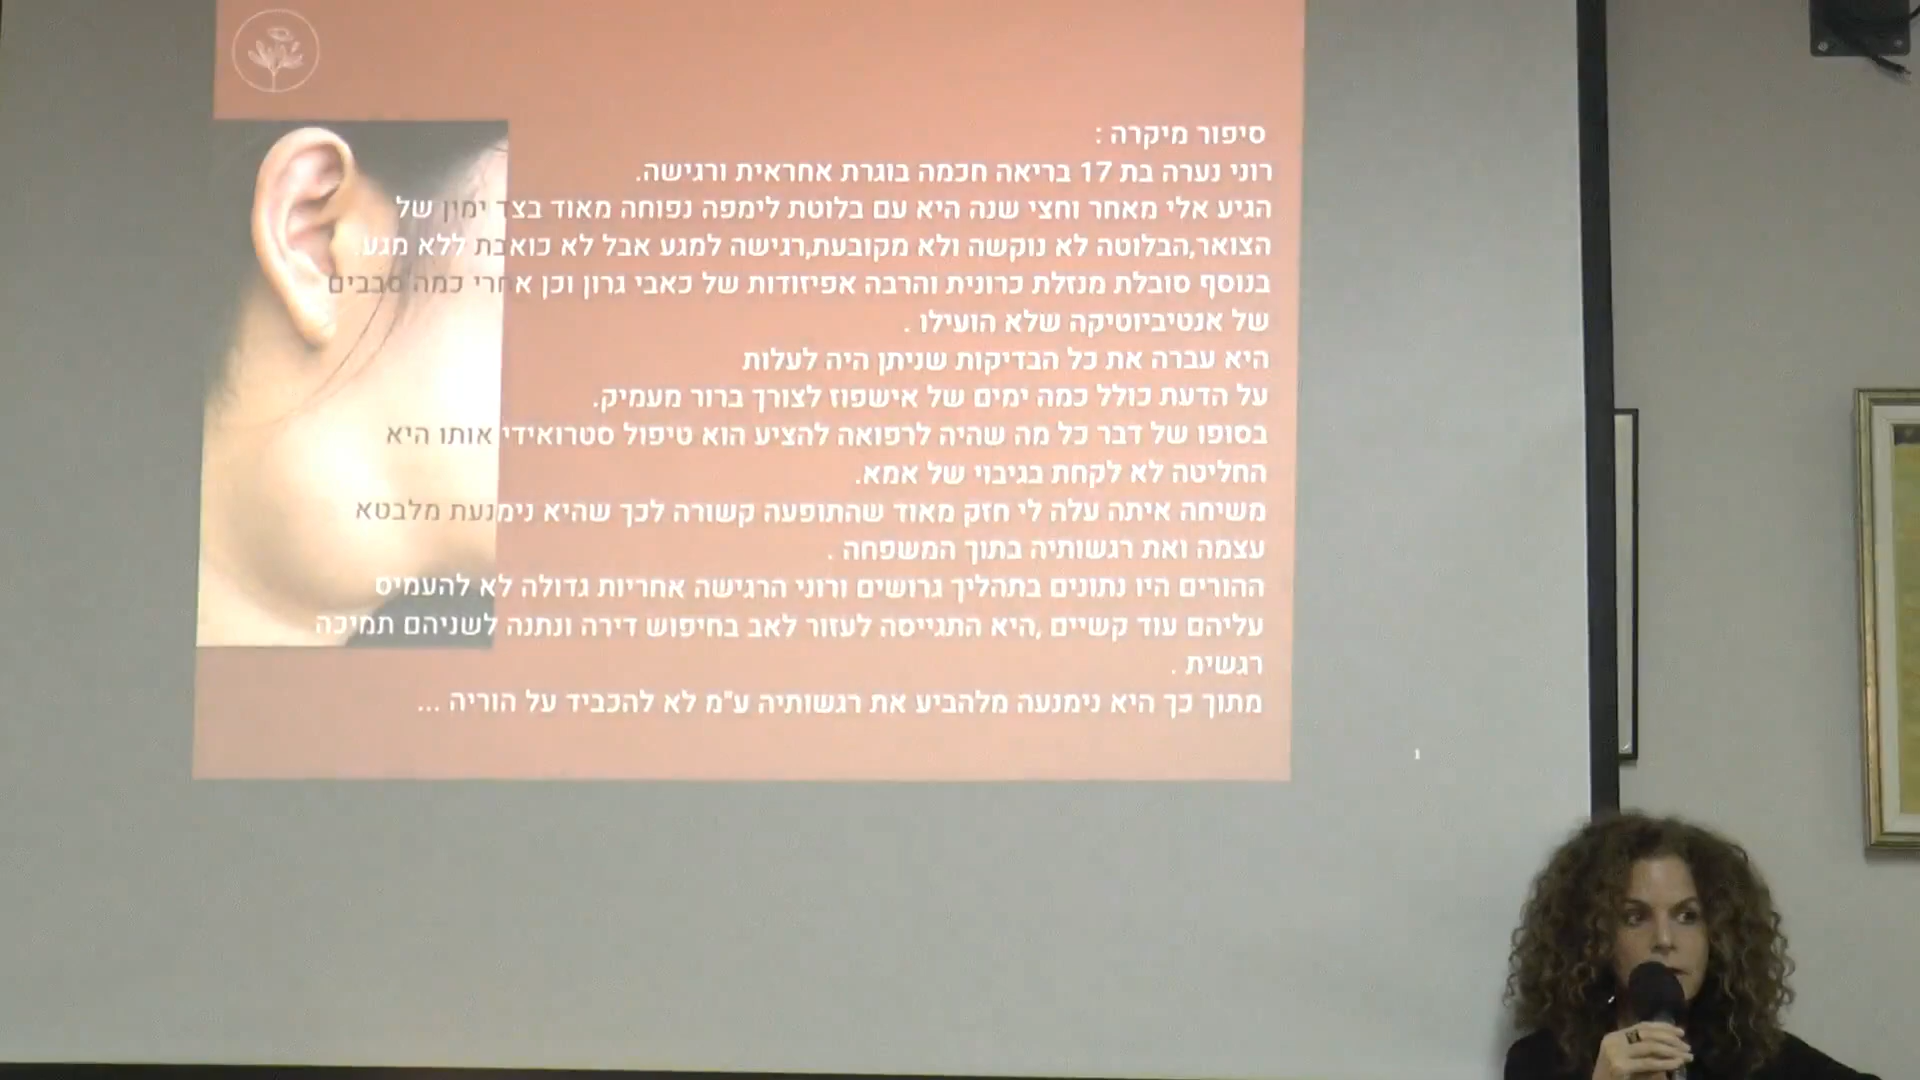 סיפור מיקרה :
רוני נערה בת 17 בריאה חכמה בוגרת אחראית ורגישה.
הגיע אלי מאחר וחצי שנה היא עם בלוטת לימפה נפוחה מאוד בצד ימין של
הצואר,הבלוטה לא נוקשה ולא מקובעת,רגישה למגע אבל לא כואבת ללא מגע
בנוסף סובלת מנזלת כרונית והרבה אפיזודות של כאבי גרון וכן אחרי כמה סבבים
של אנטיביוטיקה שלא הועילו .
היא עברה את כל הבדיקות שניתן היה לעלות
על הדעת כולל כמה ימים של אישפוז לצורך ברור מעמיק.
בסופו של דבר כל מה שהיה לרפואה להציע הוא טיפול סטרואידי אותו היא
החליטה לא לקחת בגיבוי של אמא.
משיחה איתה עלה לי חזק מאוד שהתופעה קשורה לכך שהיא נימנעת מלבטא
עצמה ואת רגשותיה בתוך המשפחה .
ההורים היו נתונים בתהליך גרושים ורוני הרגישה אחריות גדולה לא להעמיס
עליהם עוד קשיים ,היא התגייסה לעזור לאב בחיפוש דירה ונתנה לשניהם תמיכה
רגשית .
מתוך כך היא נימנעה מלהביע את רגשותיה ע"מ לא להכביד על הוריה ...